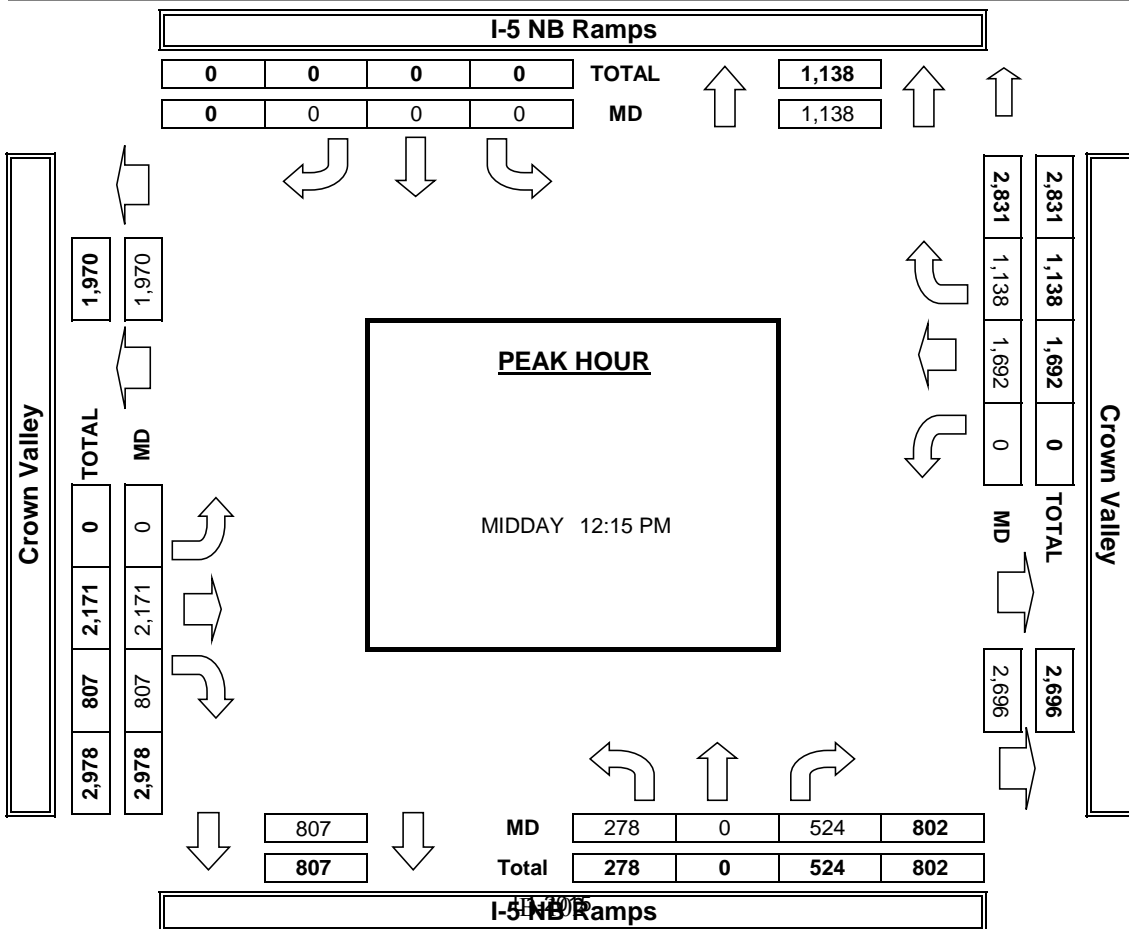 I-5 NB Ramps
0 0 0 0 TOTAL 1,138
0 0 0 0 MD 1,138
Crown Valley
TOTAL 1,970
MD 1,970
0 2,171 807 2,978
0 2,171 807 2,978
PEAK HOUR
MIDDAY 12:15 PM
2,831 1,138 1,692 0 TOTAL 2,696
2,831 1,138 1,692 0 MD 2,696
Crown Valley
807 MD 278 0 524 802
807 Total 278 0 524 802
I-5 NB Ramps